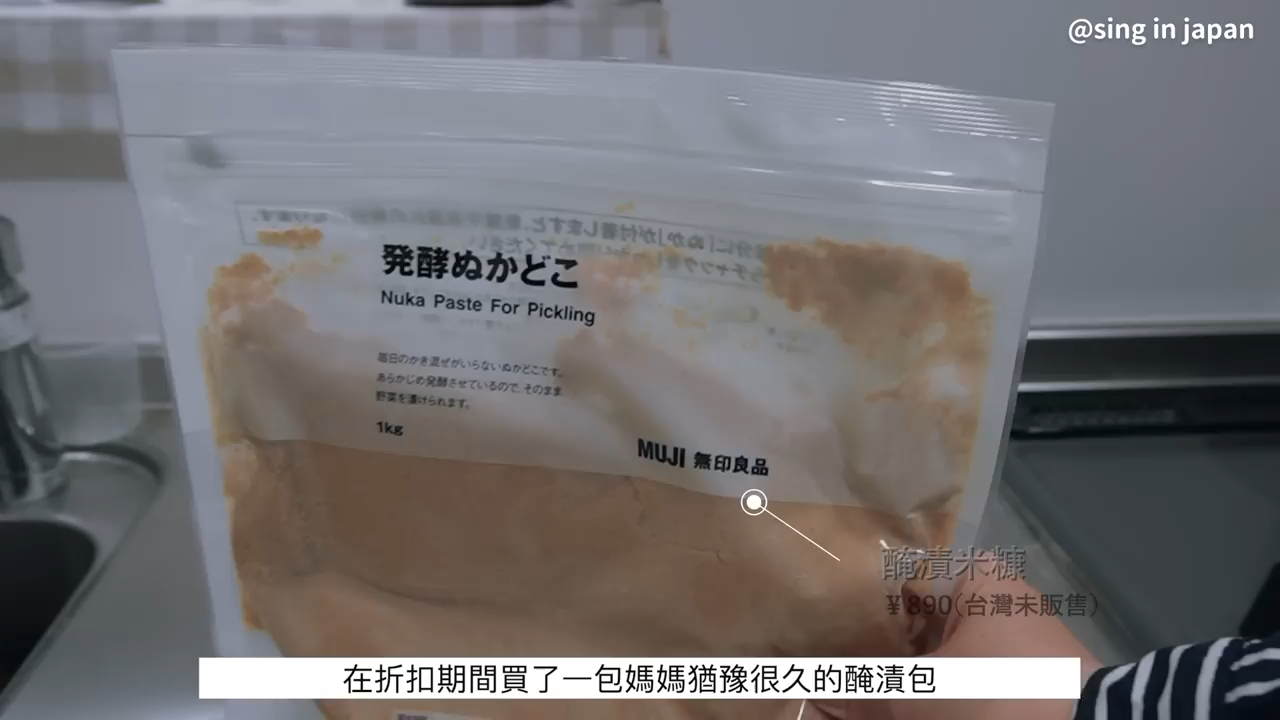 @sing in japan
発酵ぬかどこ
Nuka Paste For Pickling
毎日のかき混ぜがいらないぬかどこです。
あらかじめ発酵させているので、そのまま
野菜を漬けられます。
1kg
MUJI 無印良品
醃漬米糠
¥890(台灣未販售)
在折扣期間買了一包媽媽猶豫很久的醃漬包